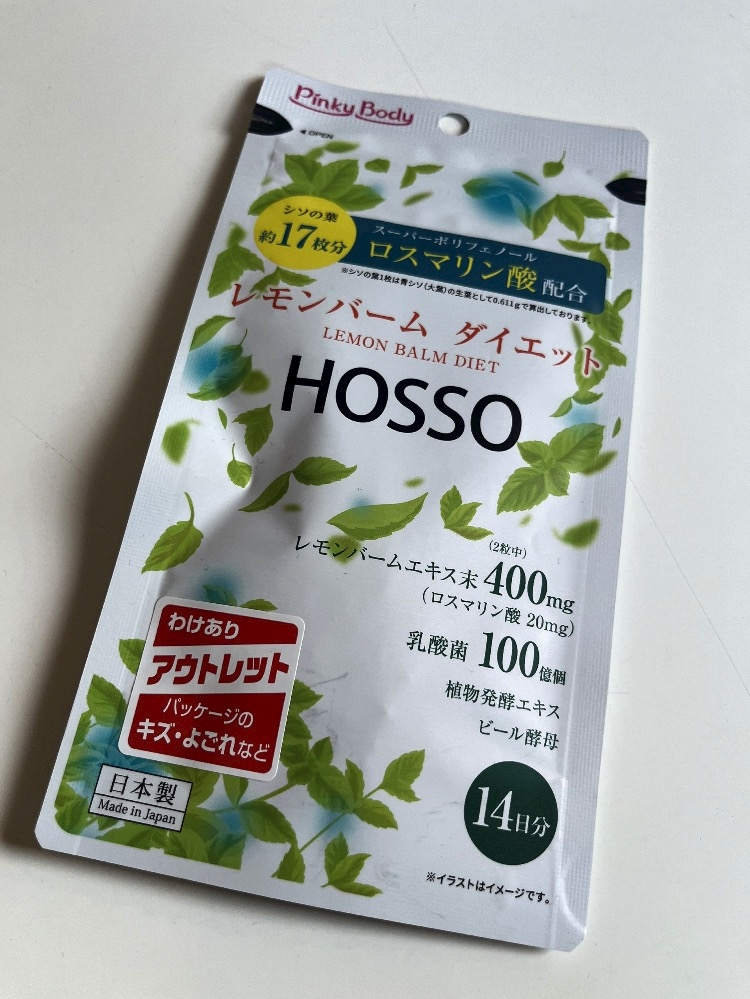 Pinky Body
◀ OPEN
シソの葉
約17枚分
スーパーポリフェノール
ロスマリン酸 配合
※シソの葉1枚は青シソ(大葉)の生葉として0.611gで算出しております。
レモンバーム ダイエット
LEMON BALM DIET
HOSSO
(2粒中)
レモンバームエキス末 400mg
(ロスマリン酸 20mg)
乳酸菌 100億個
植物発酵エキス
ビール酵母
わけあり
アウトレット
パッケージの
キズ・よごれなど
日本製
Made in Japan
14日分
※イラストはイメージです。